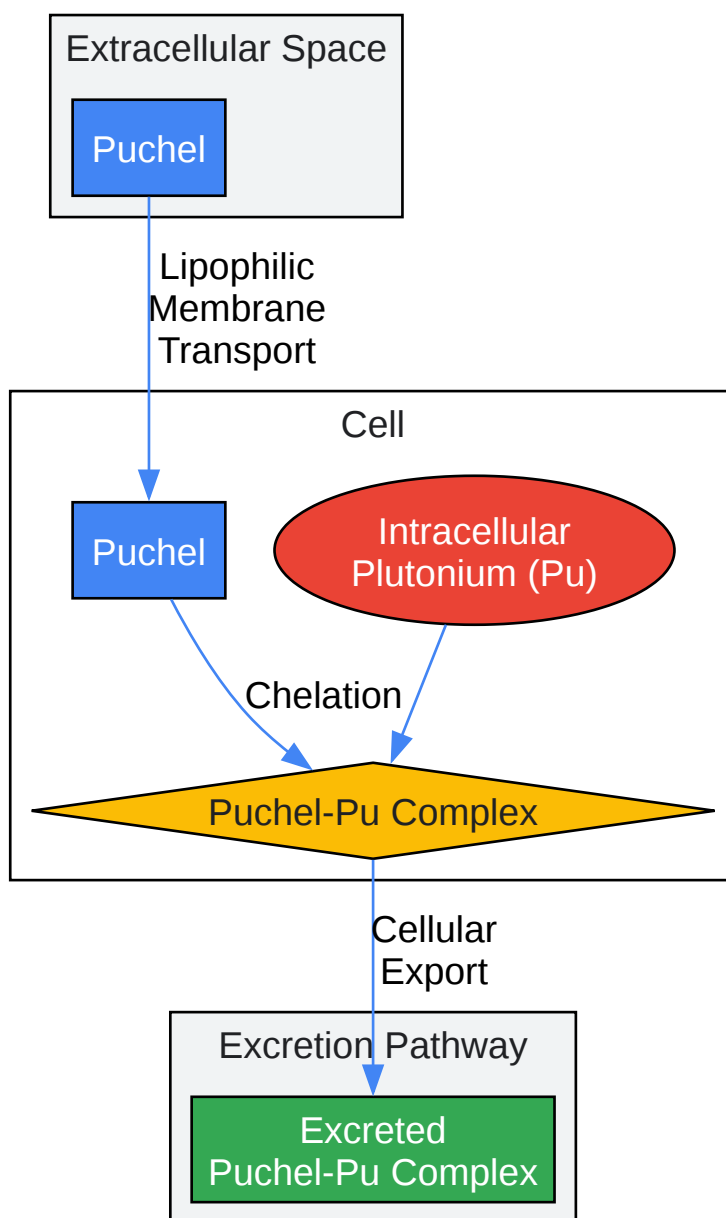 Extracellular Space
Puchel
Lipophilic
Membrane
Transport
Cell
Puchel
Intracellular
Plutonium (Pu)
Chelation
Puchel-Pu Complex
Cellular
Export
Excretion Pathway
Excreted
Puchel-Pu Complex